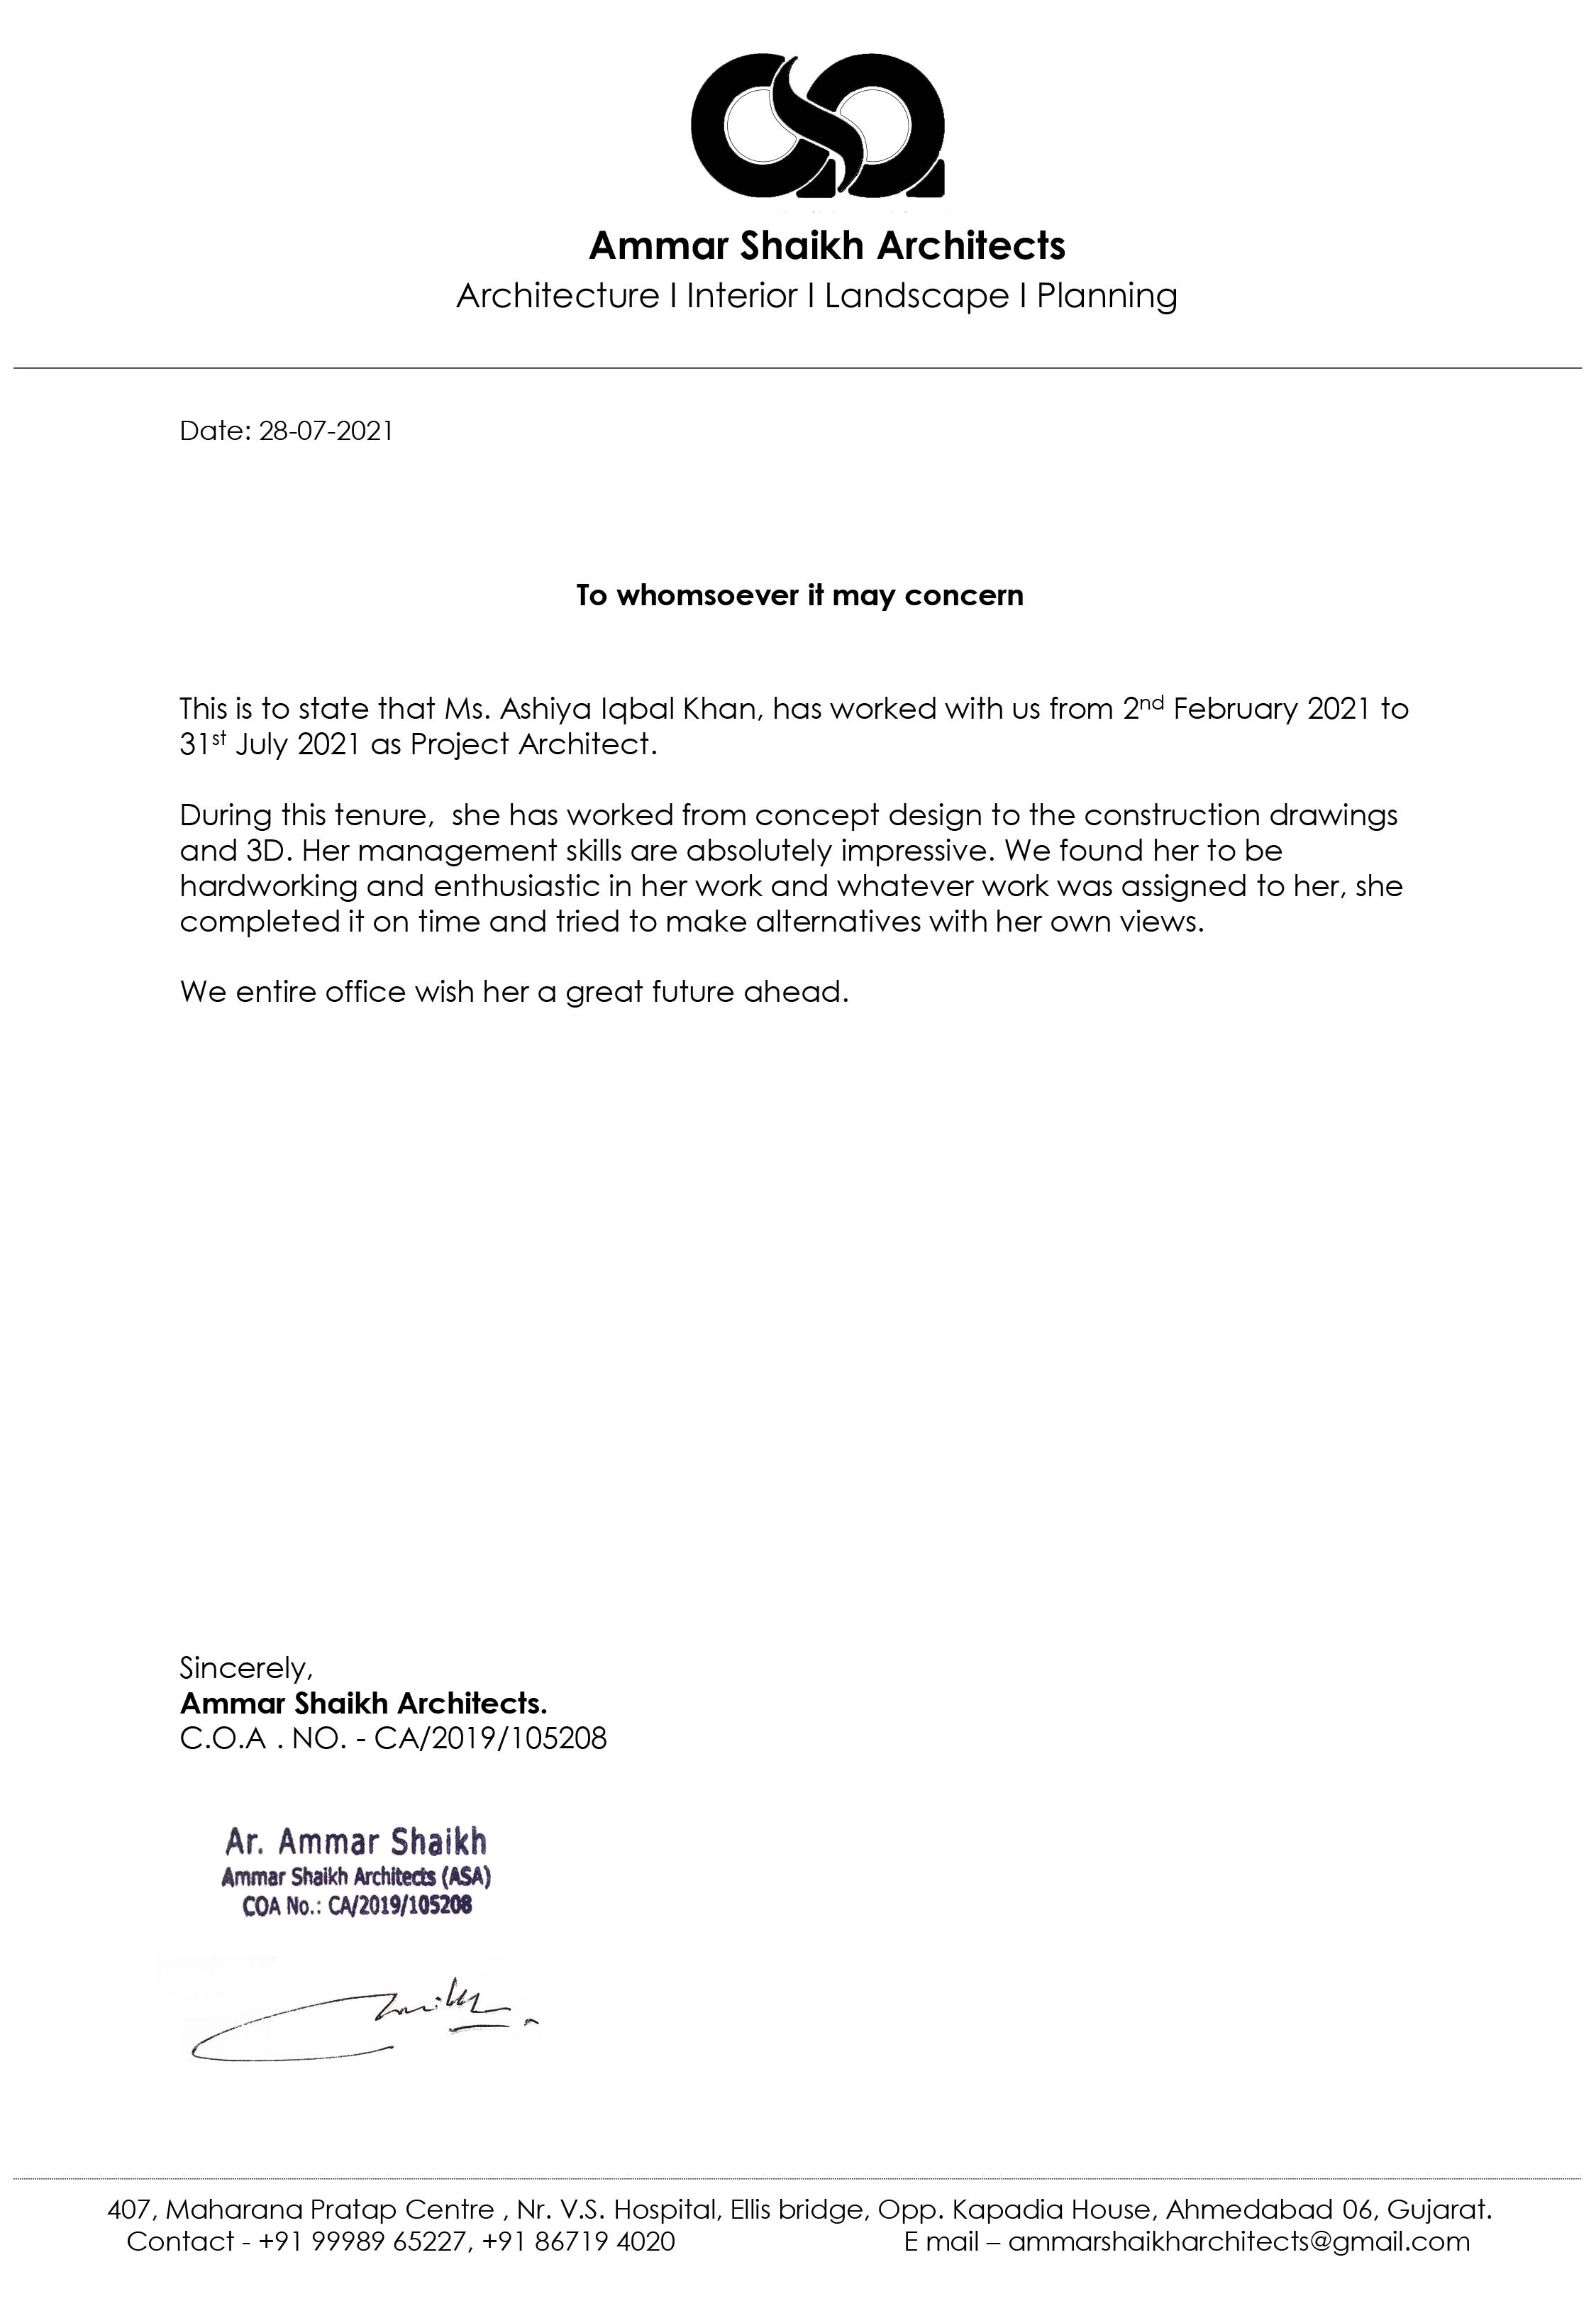 Ammar Shaikh Architects
Architecture I Interior I Landscape I Planning
Date: 28-07-2021
To whomsoever it may concern
This is to state that Ms. Ashiya Iqbal Khan, has worked with us from 2nd February 2021 to
31st July 2021 as Project Architect.
During this tenure,  she has worked from concept design to the construction drawings
and 3D. Her management skills are absolutely impressive. We found her to be
hardworking and enthusiastic in her work and whatever work was assigned to her, she
completed it on time and tried to make alternatives with her own views.
We entire office wish her a great future ahead.
Sincerely,
Ammar Shaikh Architects.
C.O.A . NO. - CA/2019/105208
Ar. Ammar Shaikh
Ammar Shaikh Architects (ASA)
COA No.: CA/2019/105208
407, Maharana Pratap Centre , Nr. V.S. Hospital, Ellis bridge, Opp. Kapadia House, Ahmedabad 06, Gujarat.
Contact - +91 99989 65227, +91 86719 4020 E mail – ammarshaikharchitects@gmail.com